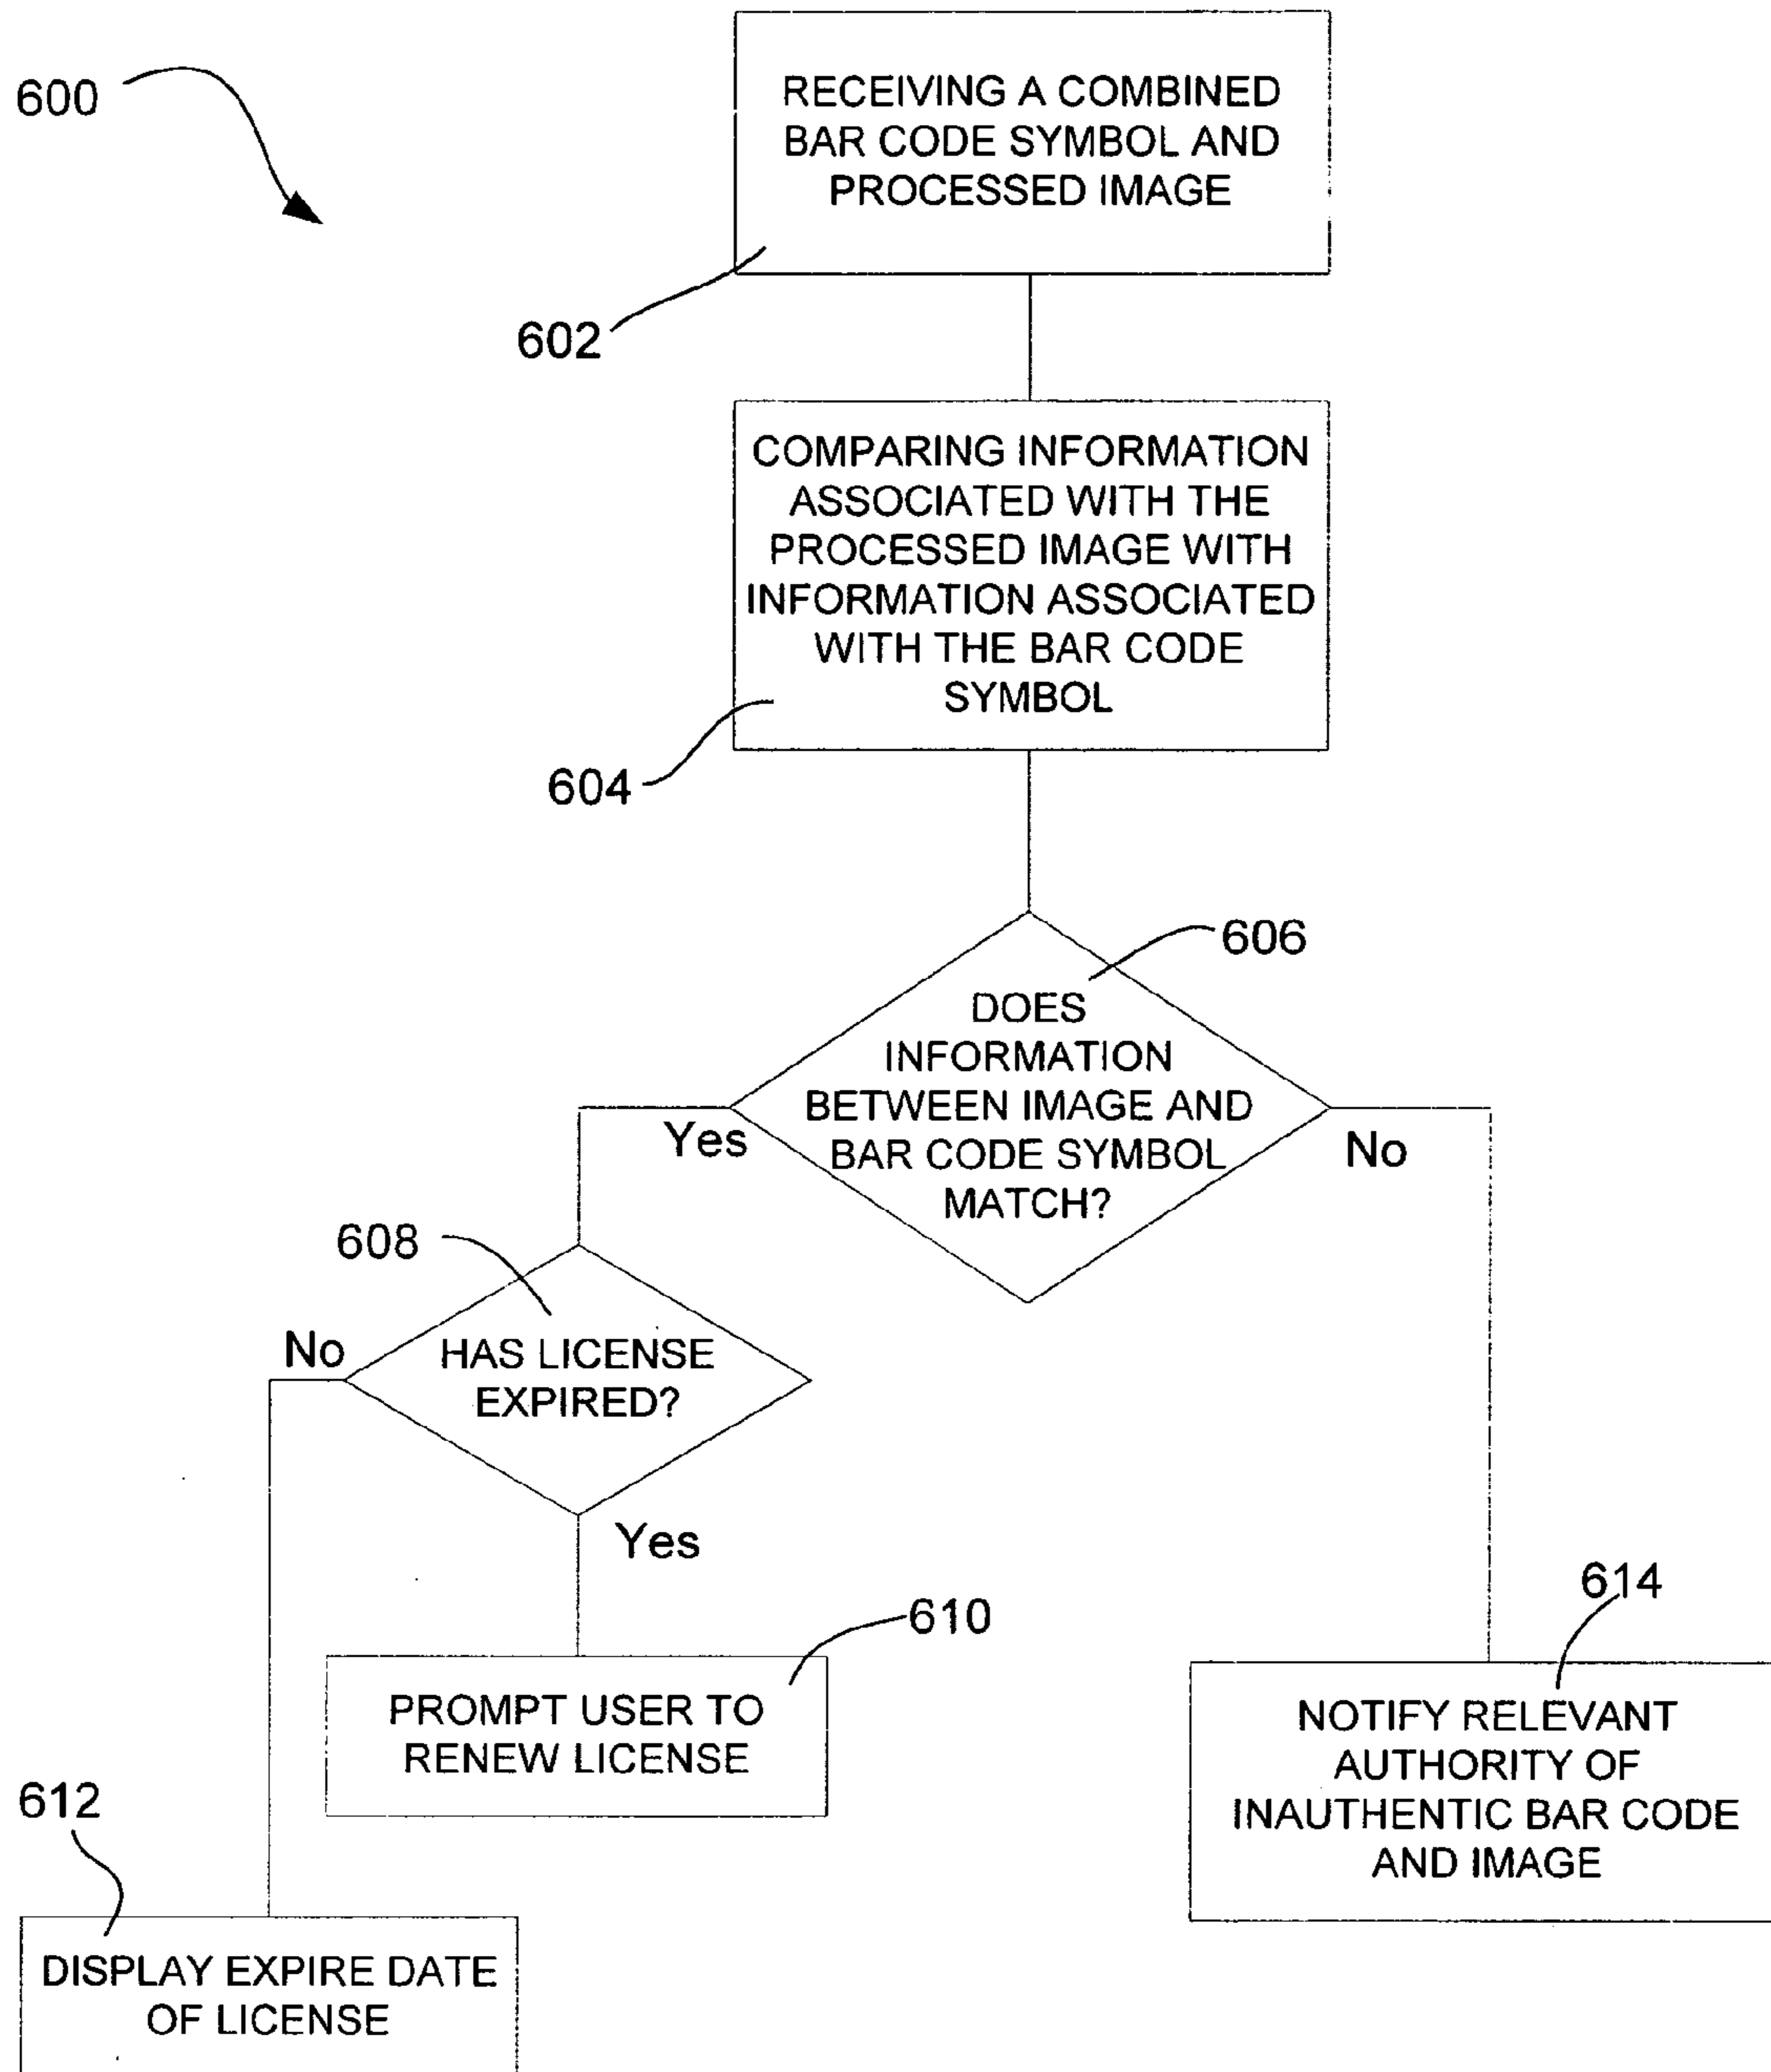 600
RECEIVING A COMBINED
BAR CODE SYMBOL AND
PROCESSED IMAGE
602
COMPARING INFORMATION
ASSOCIATED WITH THE
PROCESSED IMAGE WITH
INFORMATION ASSOCIATED
WITH THE BAR CODE
SYMBOL
604
606
DOES
INFORMATION
BETWEEN IMAGE AND
BAR CODE SYMBOL
MATCH?
Yes
No
608
HAS LICENSE
EXPIRED?
No
Yes
610
PROMPT USER TO
RENEW LICENSE
614
NOTIFY RELEVANT
AUTHORITY OF
INAUTHENTIC BAR CODE
AND IMAGE
612
DISPLAY EXPIRE DATE
OF LICENSE